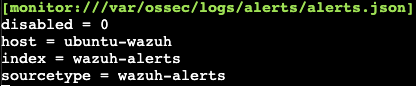 [monitor:///var/ossec/logs/alerts/alerts.json]
disabled = 0
host = ubuntu-wazuh
index = wazuh-alerts
sourcetype = wazuh-alerts